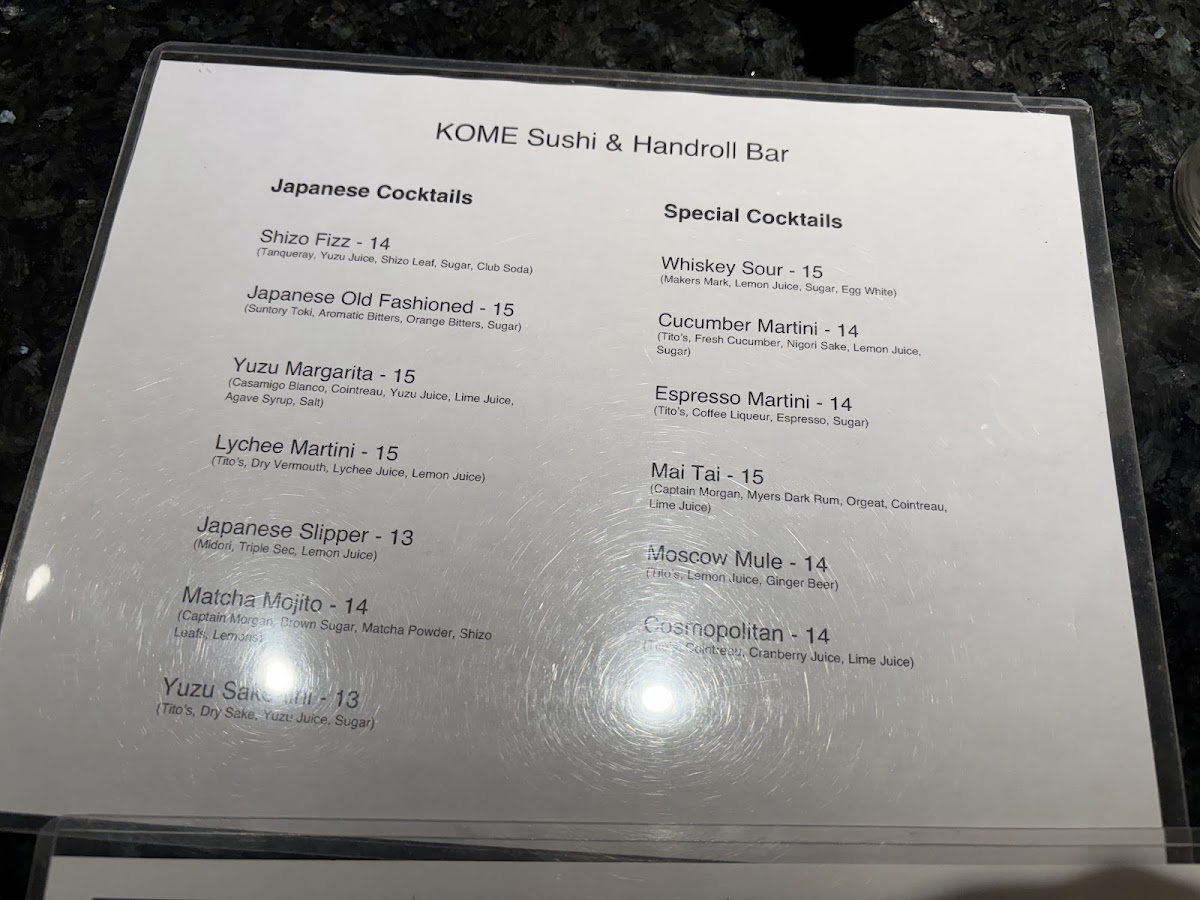 KOME Sushi & Handroll Bar
Japanese Cocktails
Shizo Fizz - 14
(Tanqueray, Yuzu Juice, Shizo Leaf, Sugar, Club Soda)
Japanese Old Fashioned - 15
(Suntory Toki, Aromatic Bitters, Orange Bitters, Sugar)
Yuzu Margarita - 15
(Casamigo Blanco, Cointreau, Yuzu Juice, Lime Juice,
Agave Syrup, Salt)
Lychee Martini - 15
(Tito's, Dry Vermouth, Lychee Juice, Lemon Juice)
Japanese Slipper - 13
(Midori, Triple Sec, Lemon Juice)
Matcha Mojito - 14
(Captain Morgan, Brown Sugar, Matcha Powder, Shizo
Leafs, Lemons)
Yuzu - 13
(Tito's, Dry Sake, Yuzu Juice, Sugar)
Special Cocktails
Whiskey Sour - 15
(Makers Mark, Lemon Juice, Sugar, Egg White)
Cucumber Martini - 14
(Tito's, Fresh Cucumber, Nigori Sake, Lemon Juice,
Sugar)
Espresso Martini - 14
(Tito's, Coffee Liqueur, Espresso, Sugar)
Mai Tai - 15
(Captain Morgan, Myers Dark Rum, Orgeat, Cointreau,
Lime Juice)
Moscow Mule - 14
(Tito's, Lemon Juice, Ginger Beer)
Cosmopolitan - 14
Cointreau, Cranberry Juice, Lime Juice)